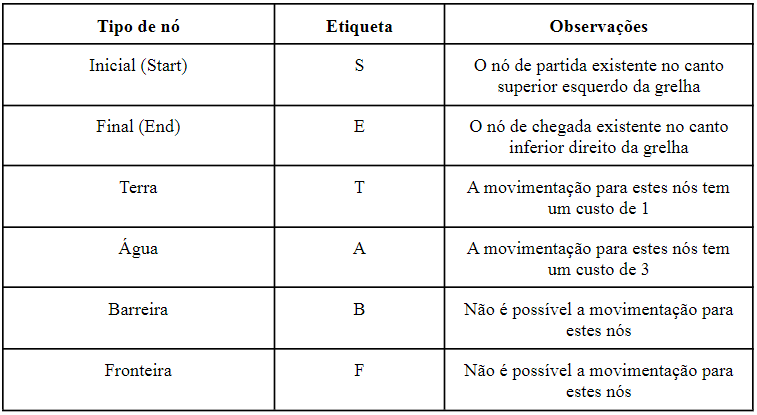 Tipo de nó Etiqueta Observações
Inicial (Start) S O nó de partida existente no canto
superior esquerdo da grelha
Final (End) E O nó de chegada existente no canto
inferior direito da grelha
Terra T A movimentação para estes nós tem
um custo de 1
Água A A movimentação para estes nós tem
um custo de 3
Barreira B Não é possível a movimentação para
estes nós
Fronteira F Não é possível a movimentação para
estes nós